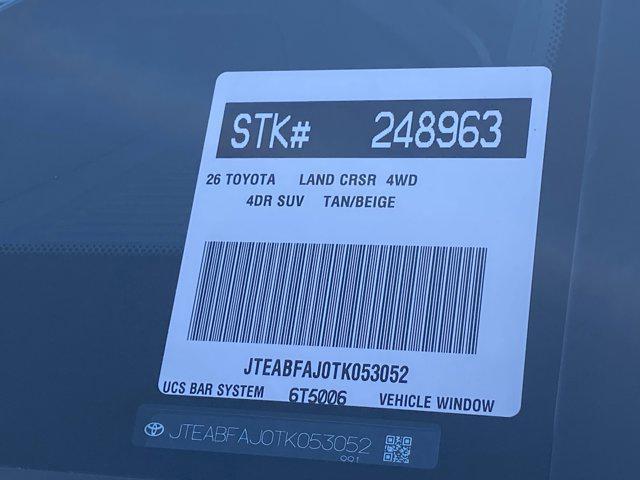 STK# 248963
26 TOYOTA LAND CRSR 4WD
4DR SUV TAN/BEIGE
JTEABFAJ0TK053052
UCS BAR SYSTEM 6T5006 VEHICLE WINDOW
JTEABFAJ0TK053052
991